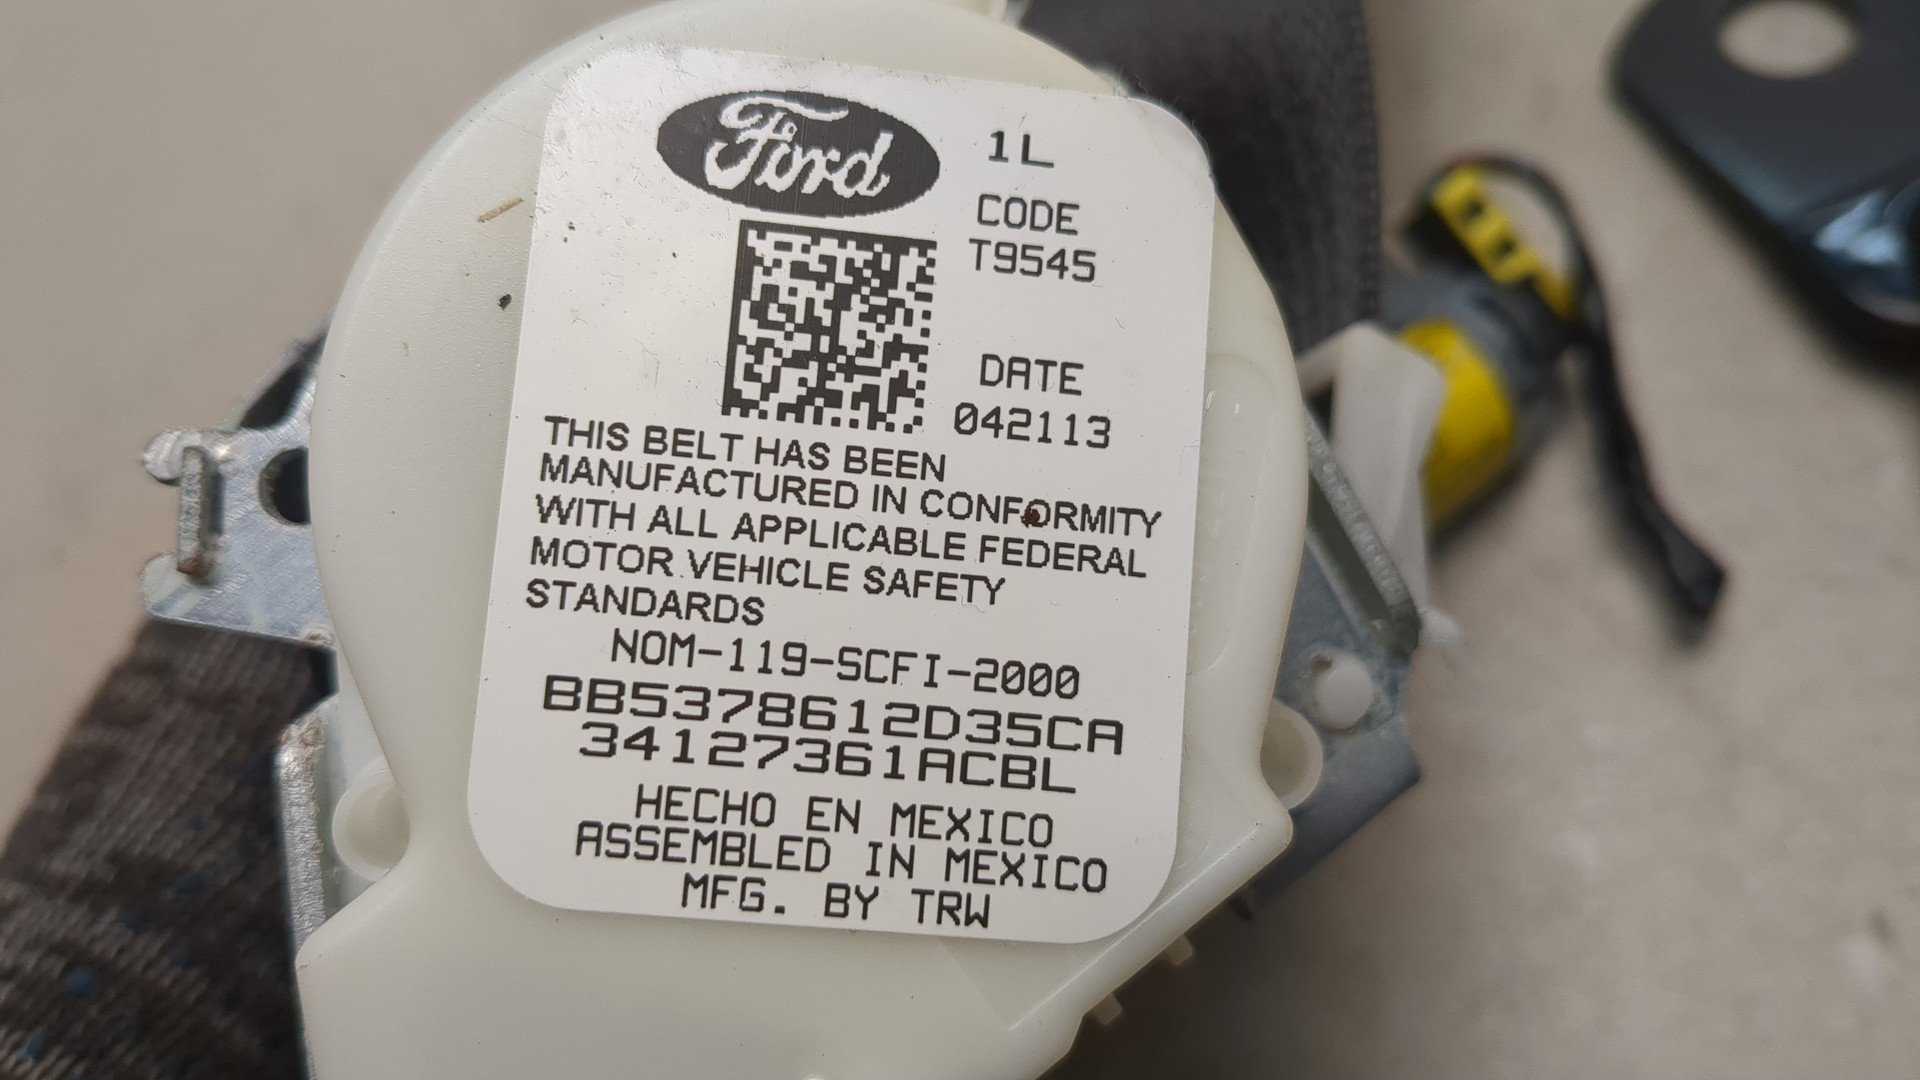 Ford
1L
CODE
T9545
DATE
042113
THIS BELT HAS BEEN
MANUFACTURED IN CONFORMITY
WITH ALL APPLICABLE FEDERAL
MOTOR VEHICLE SAFETY
STANDARDS
NOM-119-SCFI-2000
BB5378612D35CA
34127361ACBL
HECHO EN MEXICO
ASSEMBLED IN MEXICO
MFG. BY TRW